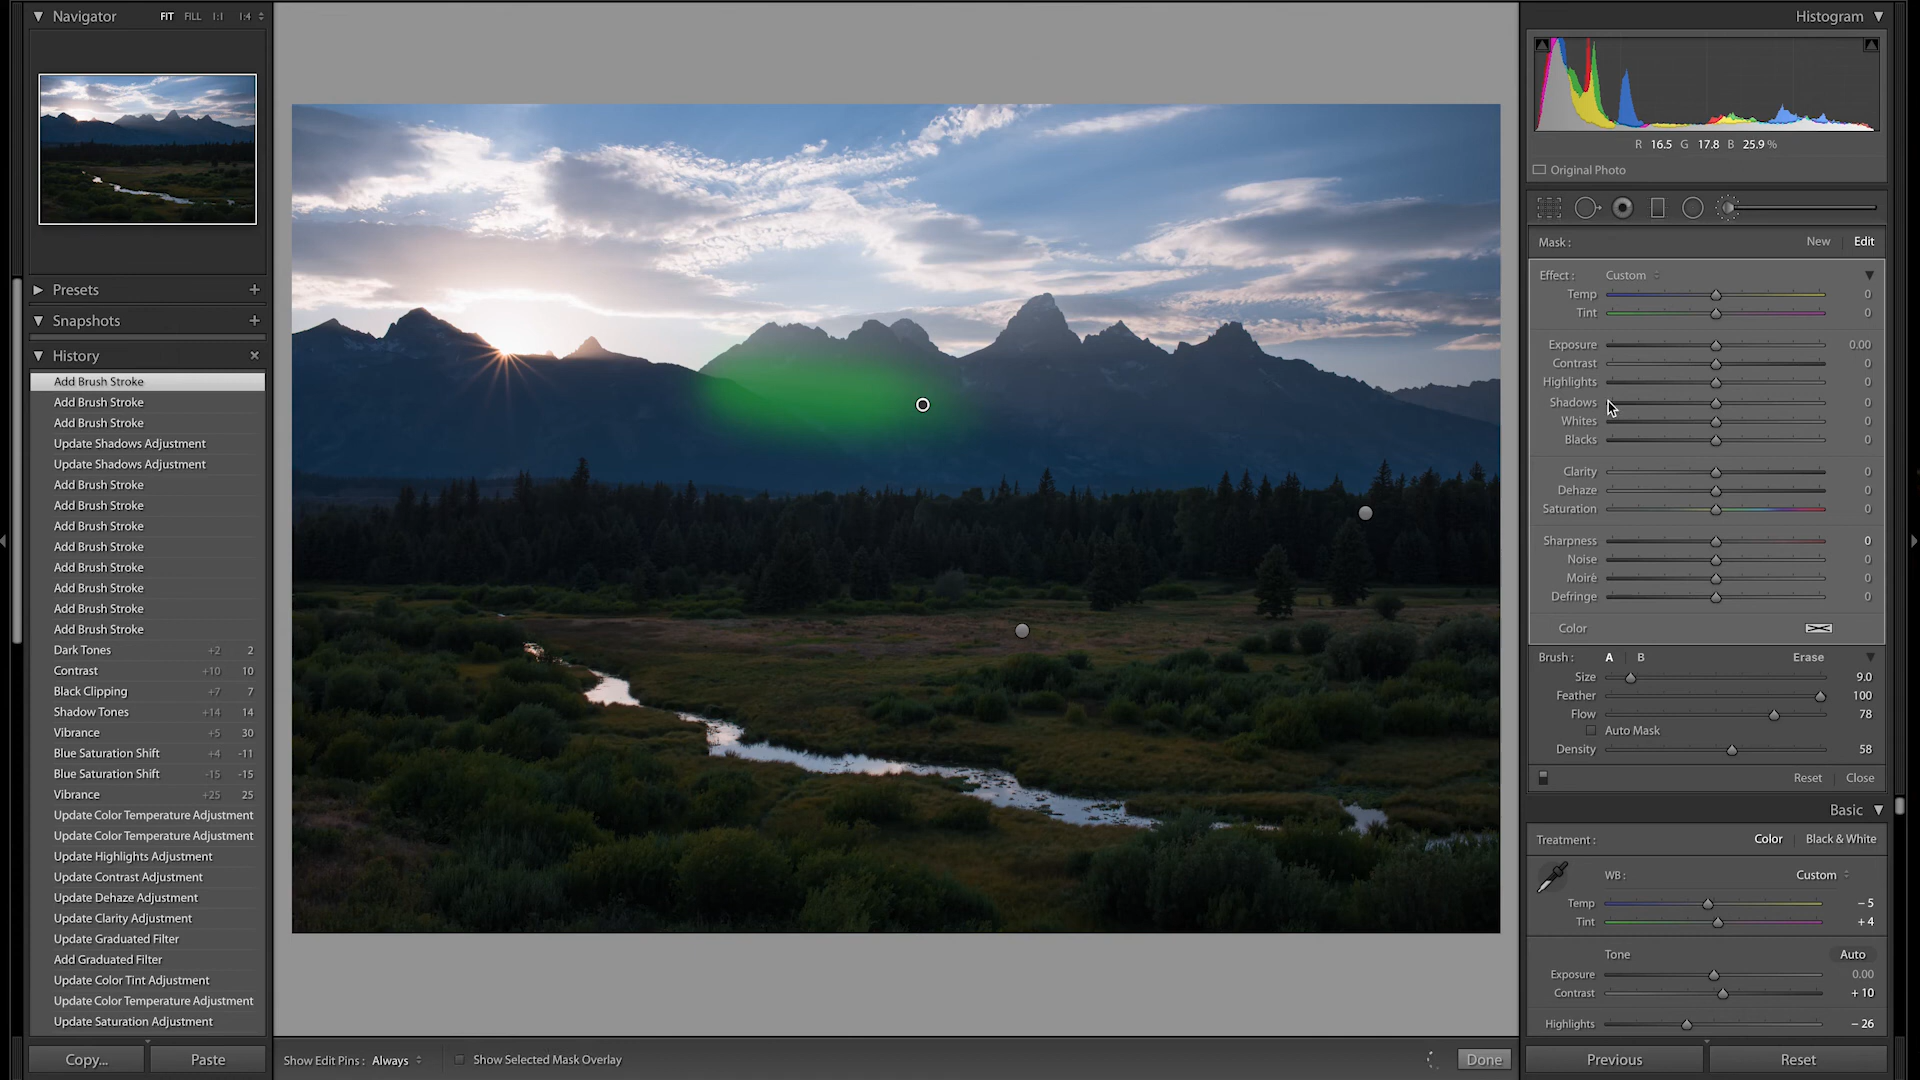 Navigator FIT FILL 1:1 1:4
Presets
Snapshots
History
Add Brush Stroke
Add Brush Stroke
Add Brush Stroke
Update Shadows Adjustment
Update Shadows Adjustment
Add Brush Stroke
Add Brush Stroke
Add Brush Stroke
Add Brush Stroke
Add Brush Stroke
Add Brush Stroke
Add Brush Stroke
Add Brush Stroke
Dark Tones +2 2
Contrast +10 10
Black Clipping +7 7
Shadow Tones +14 14
Vibrance +5 30
Blue Saturation Shift +4 -11
Blue Saturation Shift -15 -15
Vibrance +25 25
Update Color Temperature Adjustment
Update Color Temperature Adjustment
Update Highlights Adjustment
Update Contrast Adjustment
Update Dehaze Adjustment
Update Clarity Adjustment
Update Graduated Filter
Add Graduated Filter
Update Color Tint Adjustment
Update Color Temperature Adjustment
Update Saturation Adjustment
Copy... Paste
Show Edit Pins : Always Show Selected Mask Overlay Done
Histogram
R 16.5 G 17.8 B 25.9 %
Original Photo
Mask : New Edit
Effect : Custom
Temp 0
Tint 0
Exposure 0.00
Contrast 0
Highlights 0
Shadows 0
Whites 0
Blacks 0
Clarity 0
Dehaze 0
Saturation 0
Sharpness 0
Noise 0
Moiré 0
Defringe 0
Color
Brush : A B Erase
Size 9.0
Feather 100
Flow 78
Auto Mask
Density 58
Reset Close
Basic
Treatment : Color Black & White
WB : Custom
Temp – 5
Tint + 4
Tone Auto
Exposure 0.00
Contrast + 10
Highlights – 26
Previous Reset